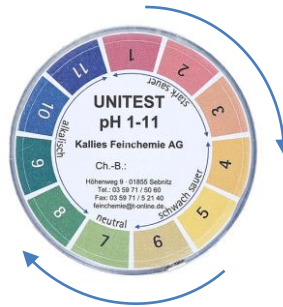 1
2
3
4
5
6
7
8
9
10
11
stark sauer
schwach sauer
neutral
alkalisch
UNITEST
pH 1-11
Kallies Feinchemie AG
Ch.-B.:
Höhenweg 9 · 01855 Sebnitz
Tel.: 03 59 71 / 50 60
Fax: 03 59 71 / 5 21 40
feinchemie@t-online.de